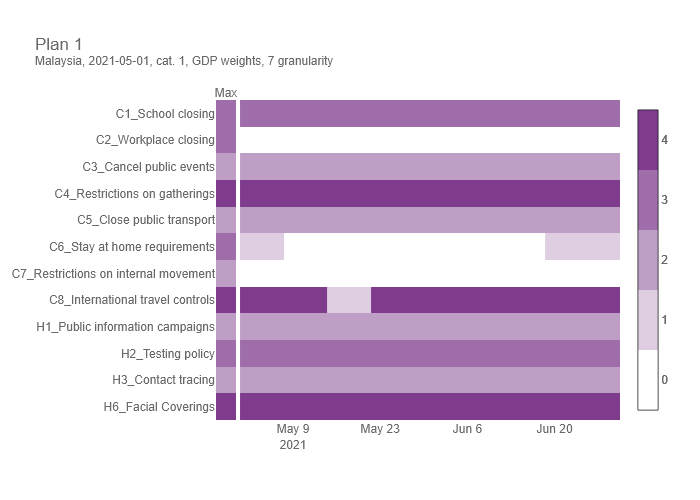 Plan 1
Malaysia, 2021-05-01, cat. 1, GDP weights, 7 granularity
Max
C1_School closing
C2_Workplace closing
C3_Cancel public events
C4_Restrictions on gatherings
C5_Close public transport
C6_Stay at home requirements
C7_Restrictions on internal movement
C8_International travel controls
H1_Public information campaigns
H2_Testing policy
H3_Contact tracing
H6_Facial Coverings
May 9 May 23 Jun 6 Jun 20
2021
4
3
2
1
0